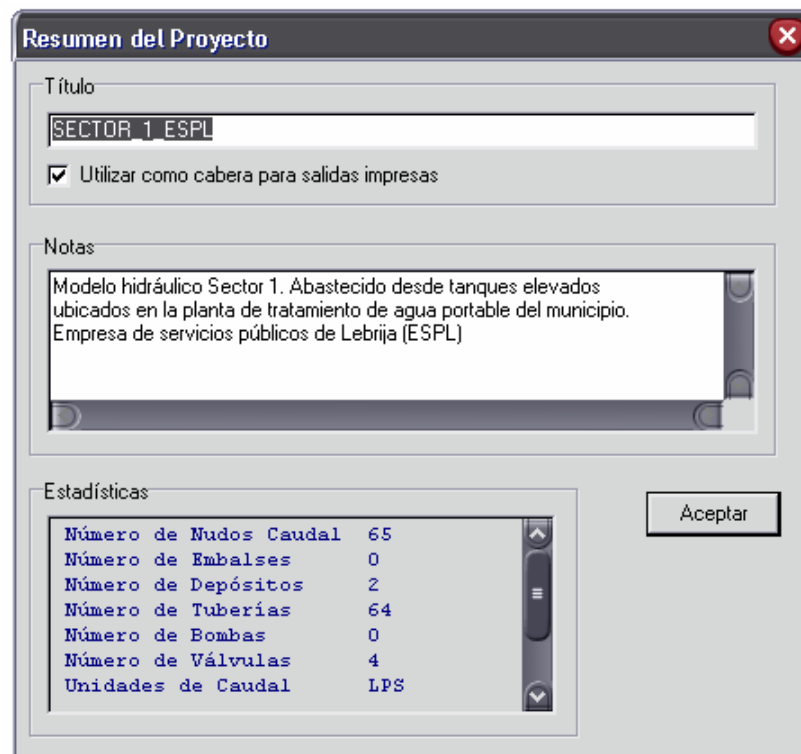 Resumen del Proyecto
Título
SECTOR_1_ESPL
Utilizar como cabera para salidas impresas
Notas
Modelo hidráulico Sector 1. Abastecido desde tanques elevados
ubicados en la planta de tratamiento de agua portable del municipio.
Empresa de servicios públicos de Lebrija (ESPL)
Estadísticas
Número de Nudos Caudal 65
Número de Embalses 0
Número de Depósitos 2
Número de Tuberías 64
Número de Bombas 0
Número de Válvulas 4
Unidades de Caudal LPS
Aceptar